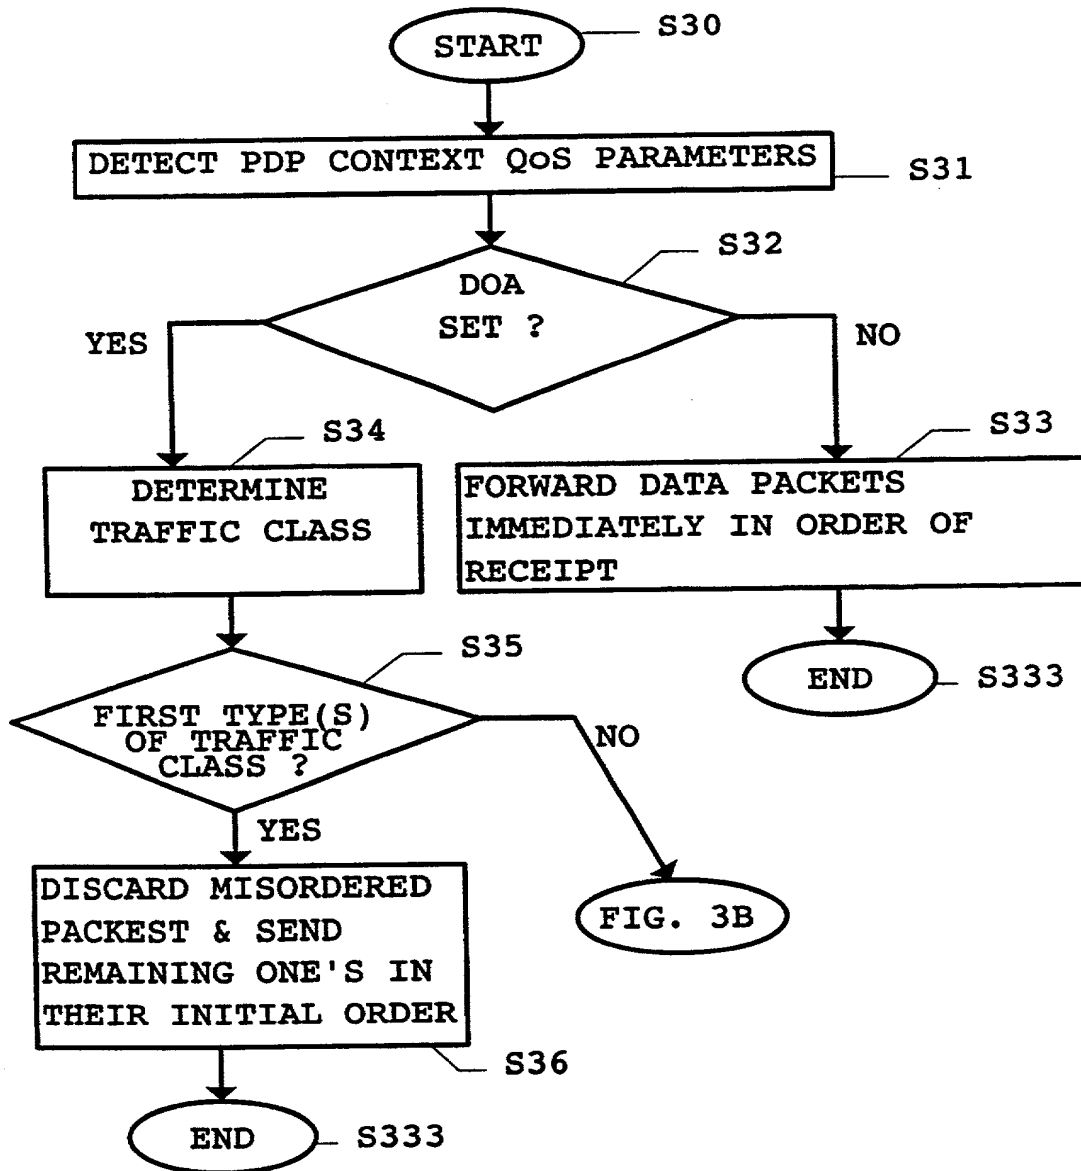 START
S30
DETECT PDP CONTEXT QoS PARAMETERS
S31
S32
DOA
SET ?
YES
NO
S34
S33
DETERMINE
TRAFFIC CLASS
FORWARD DATA PACKETS
IMMEDIATELY IN ORDER OF
RECEIPT
S35
END
S333
FIRST TYPE(S)
OF TRAFFIC
CLASS ?
NO
YES
DISCARD MISORDERED
PACKEST & SEND
REMAINING ONE'S IN
THEIR INITIAL ORDER
FIG. 3B
S36
END
S333